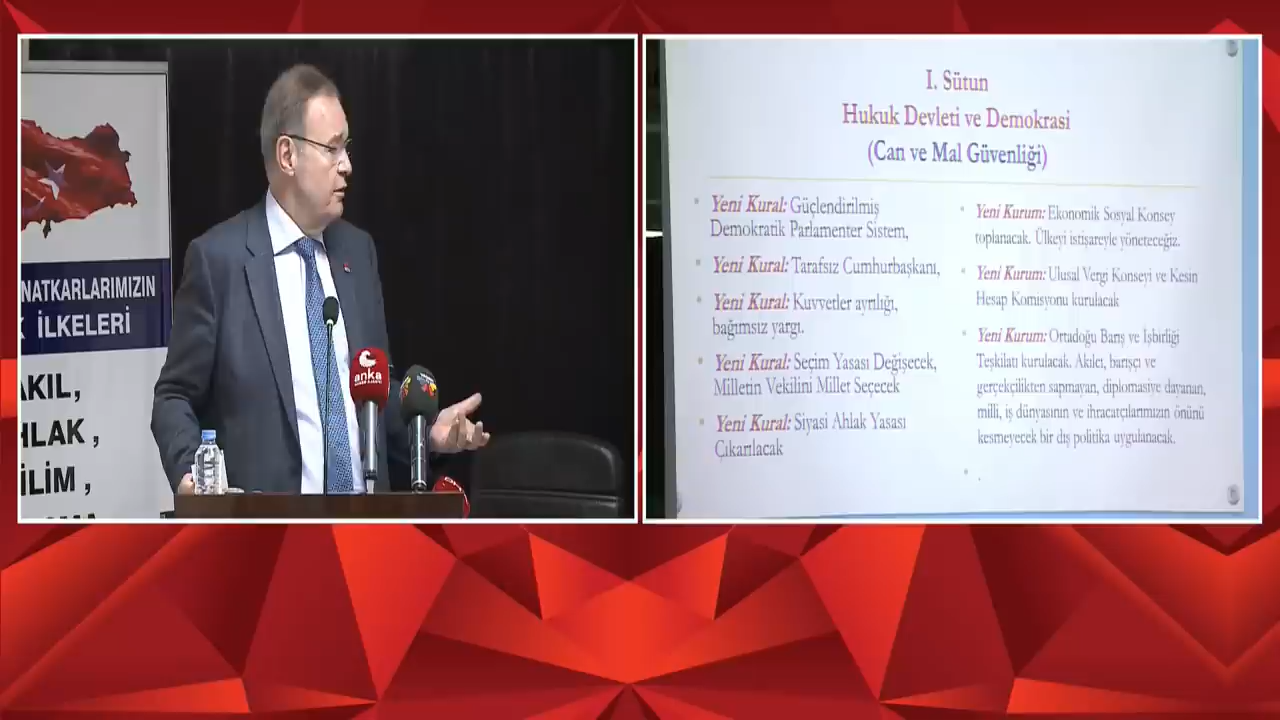 NATKARLARIMIZIN
K İLKELERİ
AKIL,
HLAK ,
İLİM ,
anka
I. Sütun
Hukuk Devleti ve Demokrasi
(Can ve Mal Güvenliği)
Yeni Kural: Güçlendirilmiş
Demokratik Parlamenter Sistem,
Yeni Kural: Tarafsız Cumhurbaşkanı,
Yeni Kural: Kuvvetler ayrılığı,
bağımsız yargı.
Yeni Kural: Seçim Yasası Değişecek,
Milletin Vekilini Millet Seçecek
Yeni Kural: Siyasi Ahlak Yasası
Çıkarılacak
Yeni Kurum: Ekonomik Sosyal Konsey
toplanacak. Ülkeyi istişareyle yöneteceğiz.
Yeni Kurum: Ulusal Vergi Konseyi ve Kesin
Hesap Komisyonu kurulacak
Yeni Kurum: Ortadoğu Barış ve İşbirliği
Teşkilatı kurulacak. Akılcı, barışçı ve
gerçekçilikten sapmayan, diplomasiye dayanan,
milli, iş dünyasının ve ihracatçılarımızın önünü
kesmeyecek bir dış politika uygulanacak.